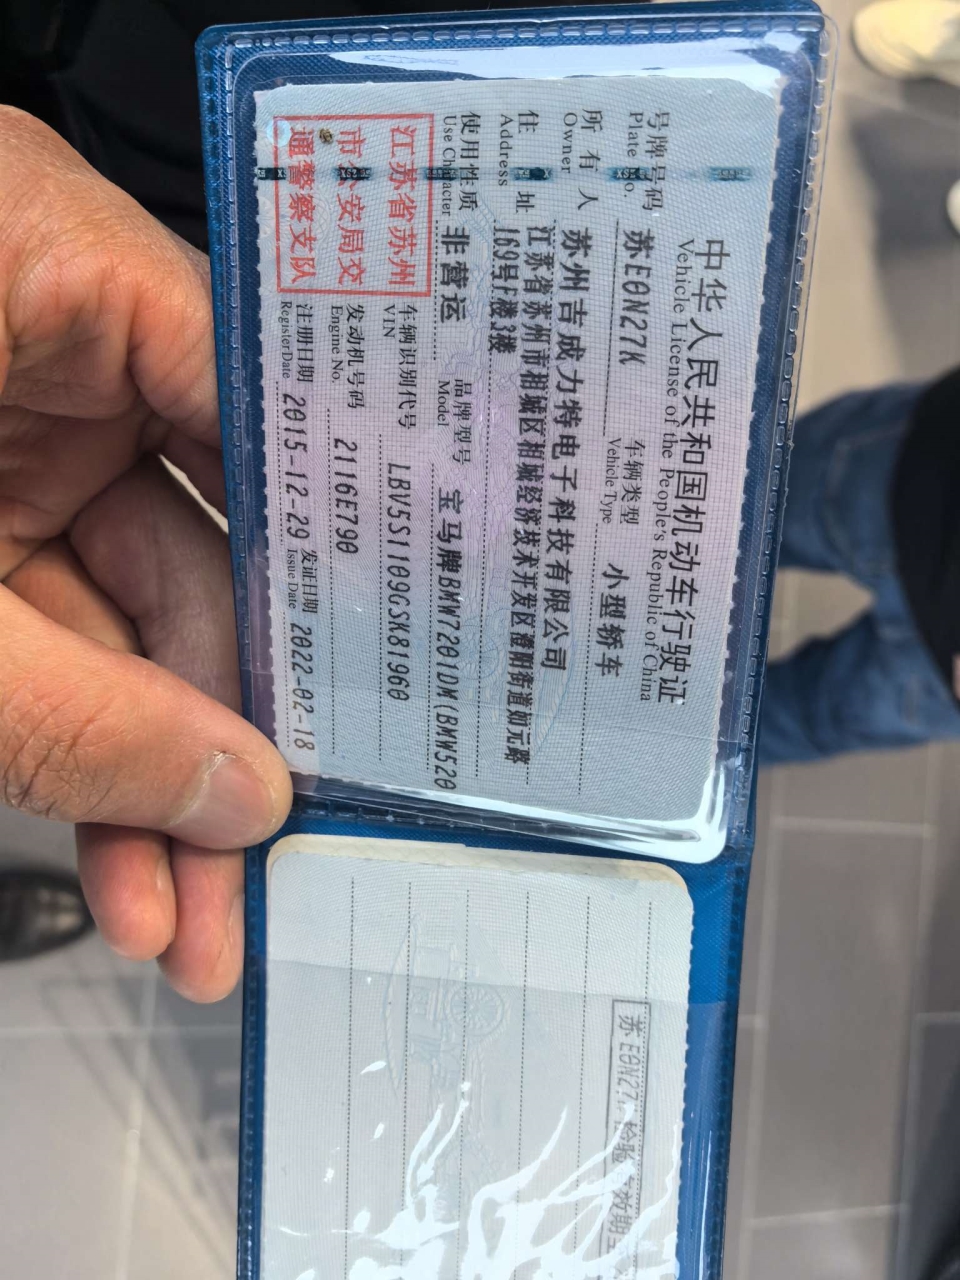 中华人民共和国机动车行驶证
Vehicle License of the People's Republic of China
号牌号码 苏E0N27K 车辆类型 小型轿车
Plate No. Vehicle Type
所有人 苏州吉成力特电子科技有限公司
Owner
住址 江苏省苏州市相城区相城经济技术开发区澄阳街道如元路
Address 169号F楼3楼
使用性质 非营运 品牌型号 宝马牌BMW7201DM(BMW520
Use Character Model
江苏省苏州
市公安局交
通警察支队
车辆识别代号 LBV5S1109GSK81960
VIN
发动机号码 2116E790
Engine No.
注册日期 2015-12-29 发证日期 2022-02-18
Register Date Issue Date
苏E0N27 检验有效期至